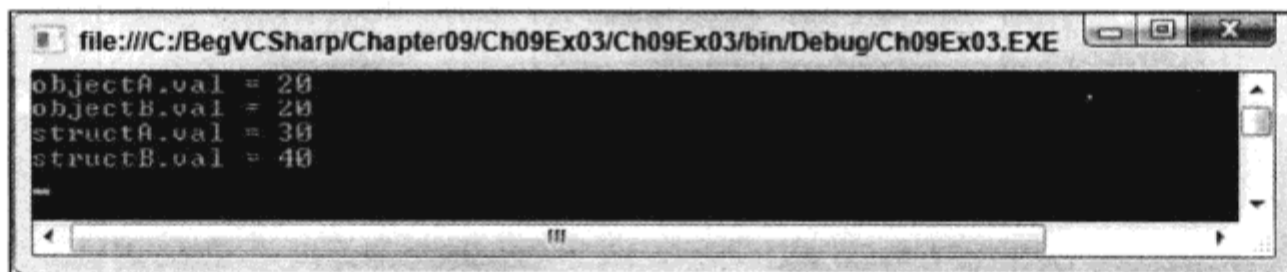 file:///C:/BegVCSharp/Chapter09/Ch09Ex03/Ch09Ex03/bin/Debug/Ch09Ex03.EXE
objectA.val = 20
objectB.val = 20
structA.val = 30
structB.val = 40